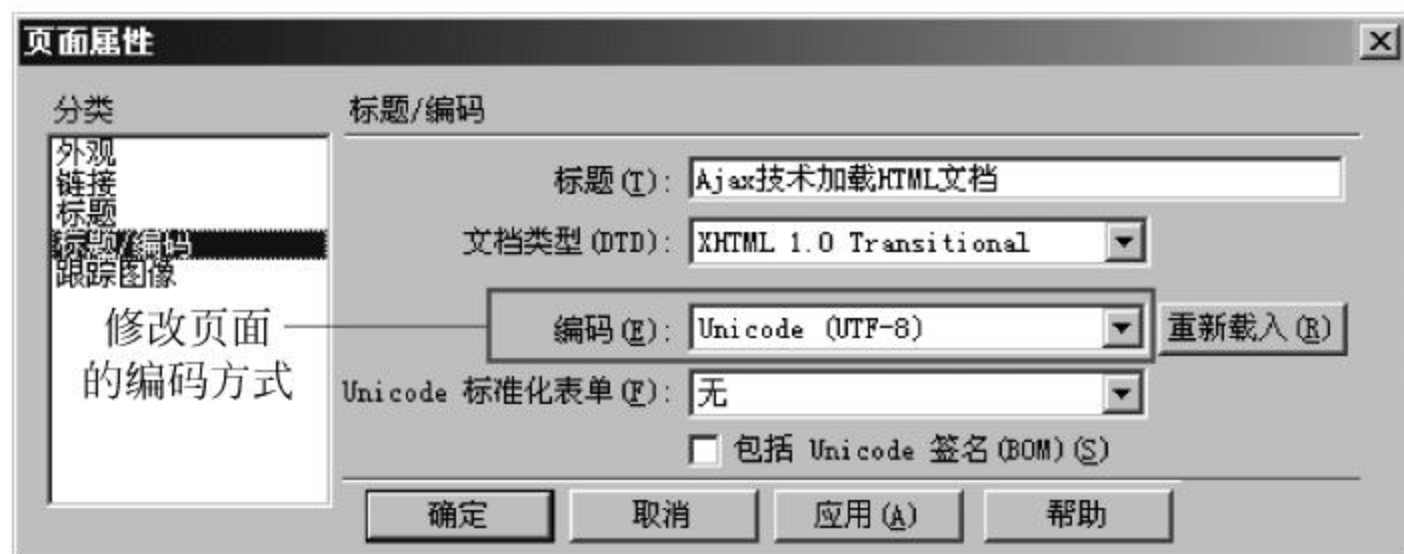 页面属性
分类
标题/编码
外观
链接
标题
标题/编码
跟踪图像
修改页面
的编码方式
标题(T): Ajax技术加载HTML文档
文档类型(DTD): XHTML 1.0 Transitional
编码(E): Unicode (UTF-8) 重新载入(R)
Unicode 标准化表单(F): 无
包括 Unicode 签名(BOM)(S)
确定 取消 应用(A) 帮助